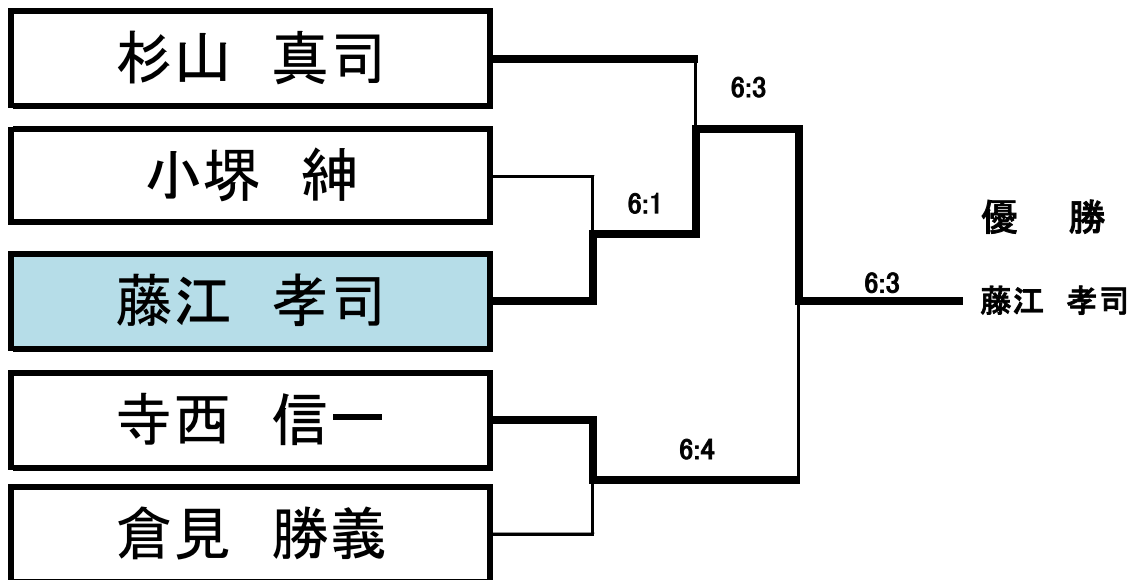 杉山　真司
6:3
小堺　紳
6:1
優　勝
藤江　孝司
6:3
藤江　孝司
寺西　信一
6:4
倉見　勝義